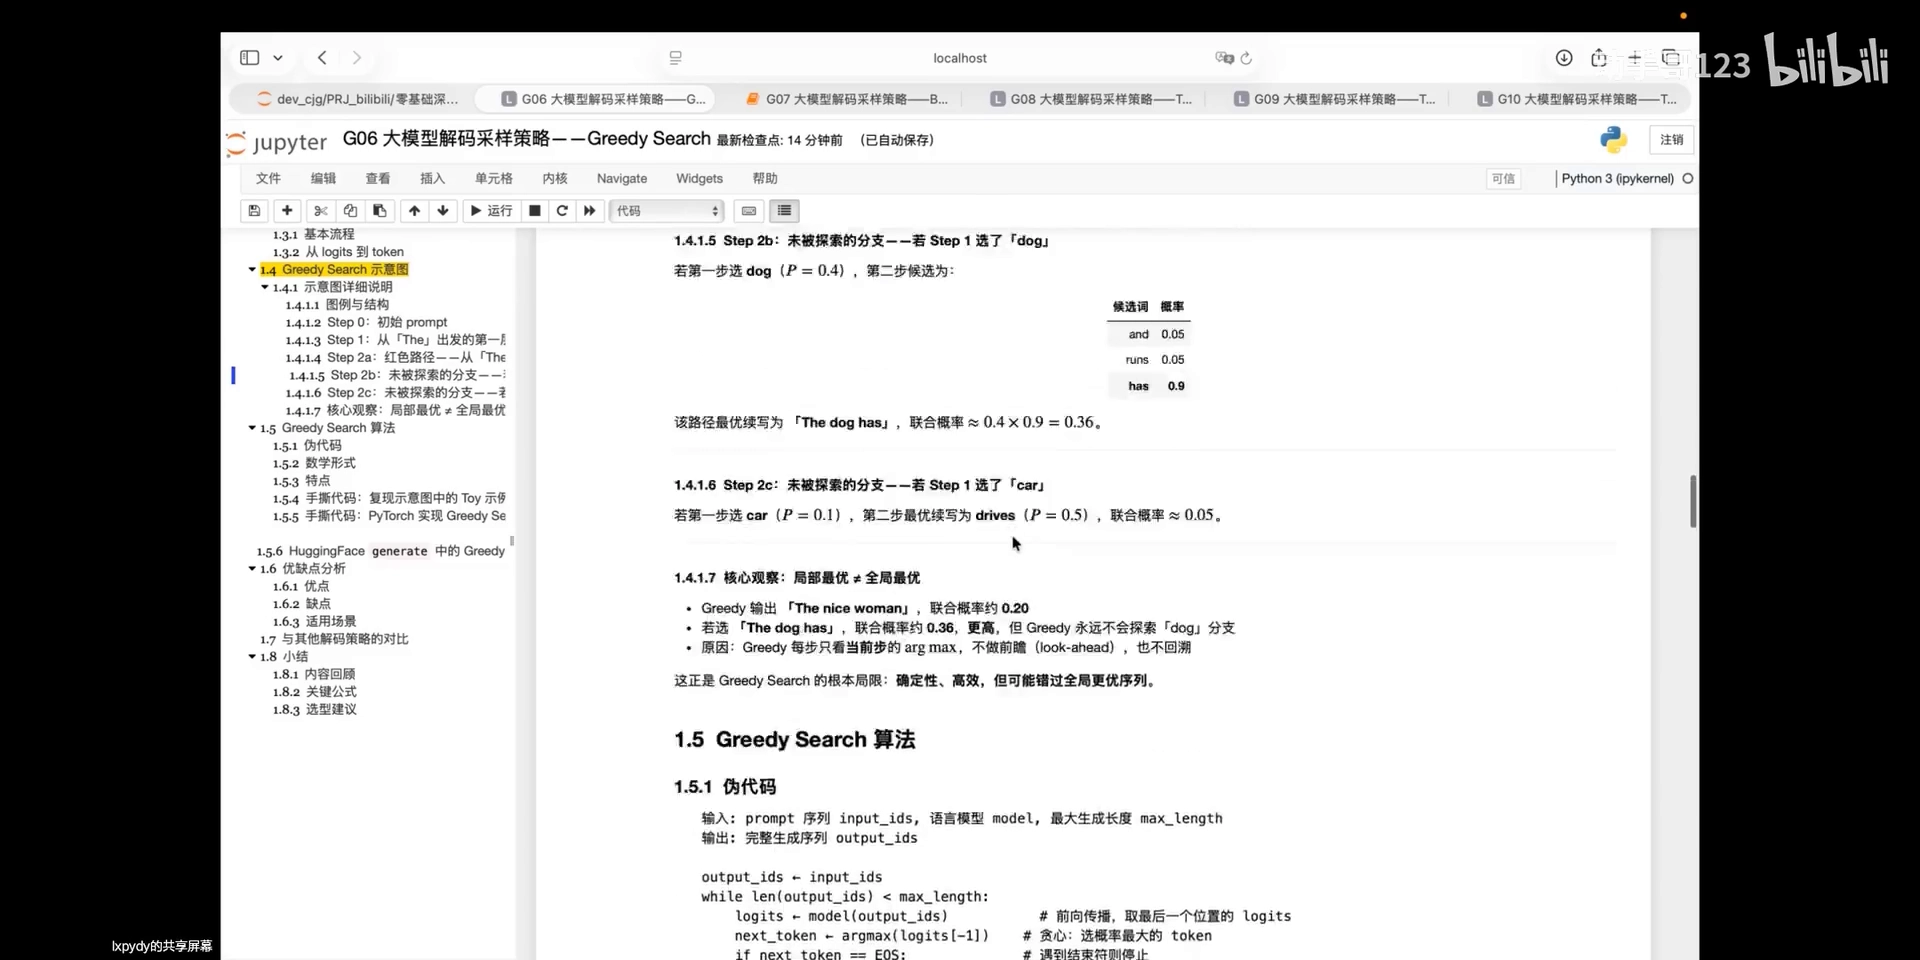 localhost
123 bilibili
dev_cjg/PRJ_bilibili/零基础深...
G06 大模型解码采样策略——G...
G07 大模型解码采样策略——B...
G08 大模型解码采样策略——T...
G09 大模型解码采样策略——T...
G10 大模型解码采样策略——T...
jupyter G06 大模型解码采样策略——Greedy Search 最新检查点: 14 分钟前 (已自动保存)
注销
文件 编辑 查看 插入 单元格 内核 Navigate Widgets 帮助
可信 Python 3 (ipykernel)
运行 代码
1.3.1 基本流程
1.3.2 从 logits 到 token
1.4 Greedy Search 示意图
1.4.1 示意图详细说明
1.4.1.1 图例与结构
1.4.1.2 Step 0：初始 prompt
1.4.1.3 Step 1：从「The」出发的第一
1.4.1.4 Step 2a：红色路径——从「The
1.4.1.5 Step 2b：未被探索的分支——
1.4.1.6 Step 2c：未被探索的分支——若
1.4.1.7 核心观察：局部最优 ≠ 全局最优
1.5 Greedy Search 算法
1.5.1 伪代码
1.5.2 数学形式
1.5.3 特点
1.5.4 手撕代码：复现示意图中的 Toy 示例
1.5.5 手撕代码：PyTorch 实现 Greedy Se
1.5.6 HuggingFace generate 中的 Greedy
1.6 优缺点分析
1.6.1 优点
1.6.2 缺点
1.6.3 适用场景
1.7 与其他解码策略的对比
1.8 小结
1.8.1 内容回顾
1.8.2 关键公式
1.8.3 选型建议
1.4.1.5 Step 2b：未被探索的分支——若 Step 1 选了「dog」
若第一步选 dog（P = 0.4），第二步候选为：
候选词 概率
and 0.05
runs 0.05
has 0.9
该路径最优续写为「The dog has」，联合概率 ≈ 0.4 × 0.9 = 0.36。
1.4.1.6 Step 2c：未被探索的分支——若 Step 1 选了「car」
若第一步选 car（P = 0.1），第二步最优续写为 drives（P = 0.5），联合概率 ≈ 0.05。
1.4.1.7 核心观察：局部最优 ≠ 全局最优
• Greedy 输出「The nice woman」，联合概率约 0.20
• 若选「The dog has」，联合概率约 0.36，更高，但 Greedy 永远不会探索「dog」分支
• 原因：Greedy 每步只看当前步的 arg max，不做前瞻（look-ahead），也不回溯
这正是 Greedy Search 的根本局限：确定性、高效，但可能错过全局更优序列。
1.5 Greedy Search 算法
1.5.1 伪代码
输入: prompt 序列 input_ids, 语言模型 model, 最大生成长度 max_length
输出: 完整生成序列 output_ids
output_ids ← input_ids
while len(output_ids) < max_length:
logits ← model(output_ids) # 前向传播，取最后一个位置的 logits
next_token ← argmax(logits[-1]) # 贪心：选概率最大的 token
if next_token == EOS: # 遇到结束符则停止
lxpydy的共享屏幕